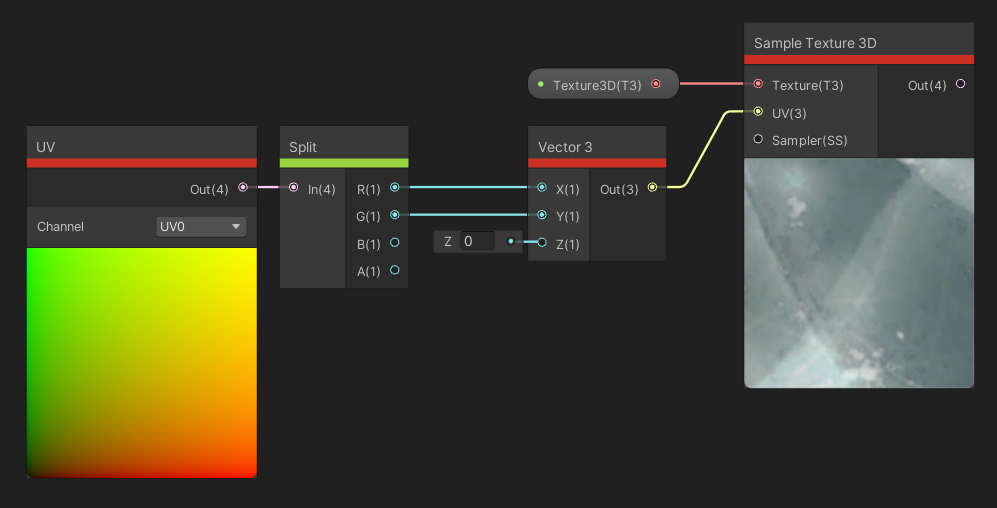 UV
Out(4)
Channel
UV0
Split
In(4)
R(1)
G(1)
B(1)
A(1)
Z 0
Vector 3
X(1)
Y(1)
Z(1)
Out(3)
Texture3D(T3)
Sample Texture 3D
Texture(T3)
UV(3)
Sampler(SS)
Out(4)